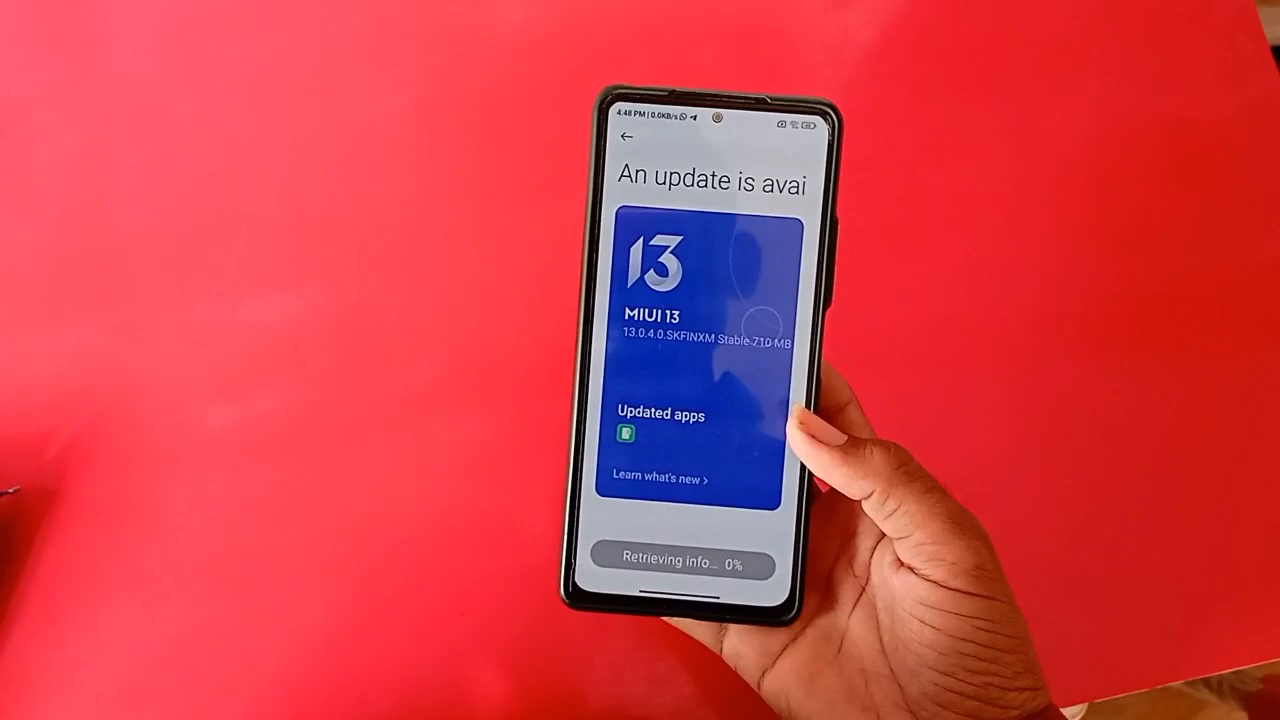 4.48 PM | 0.0KB/s
An update is avai
13
MIUI 13
13.0.4.0.SKFINXM Stable 710 MB
Updated apps
Learn what's new >
Retrieving info... 0%